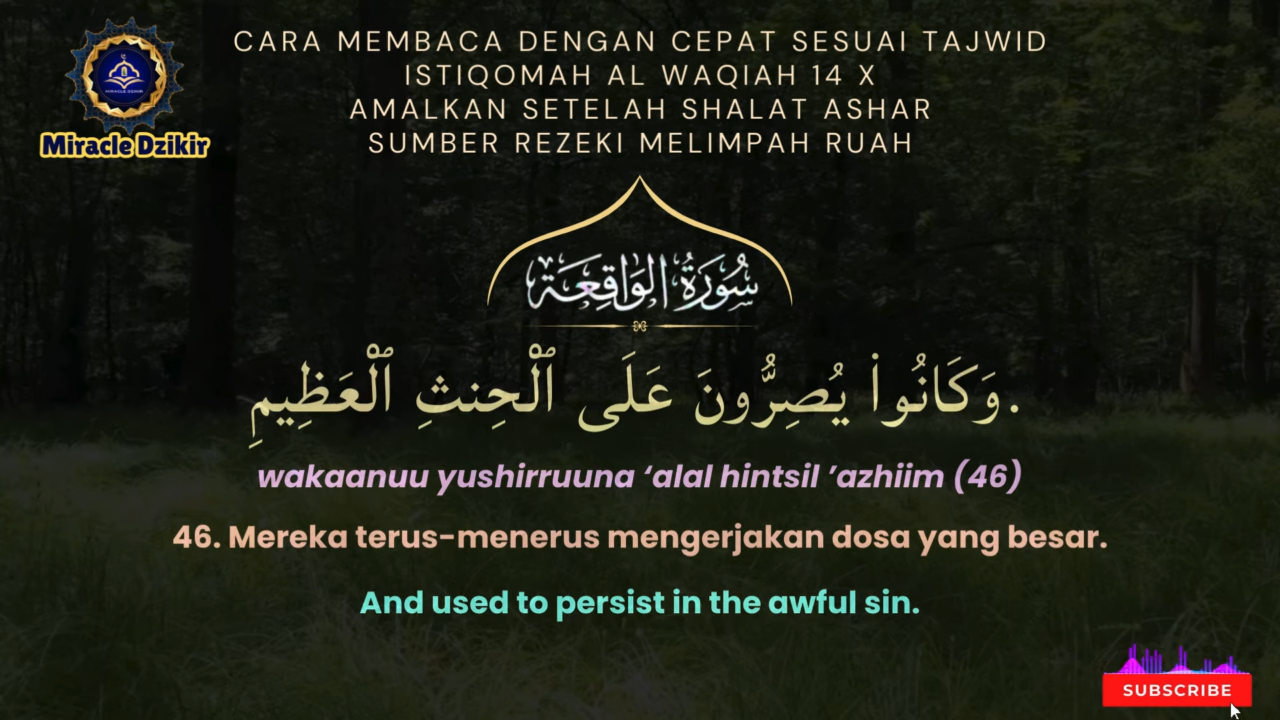 CARA MEMBACA DENGAN CEPAT SESUAI TAJWID
ISTIQOMAH AL WAQIAH 14 X
AMALKAN SETELAH SHALAT ASHAR
SUMBER REZEKI MELIMPAH RUAH
MIRACLE DZIKIR
Miracle Dzikir
سُورَةُ الوَاقِعَة
وَكَانُوا۟ يُصِرُّونَ عَلَى ٱلْحِنثِ ٱلْعَظِيمِ.
wakaanuu yushirruuna ‘alal hintsil ’azhiim (46)
46. Mereka terus-menerus mengerjakan dosa yang besar.
And used to persist in the awful sin.
SUBSCRIBE